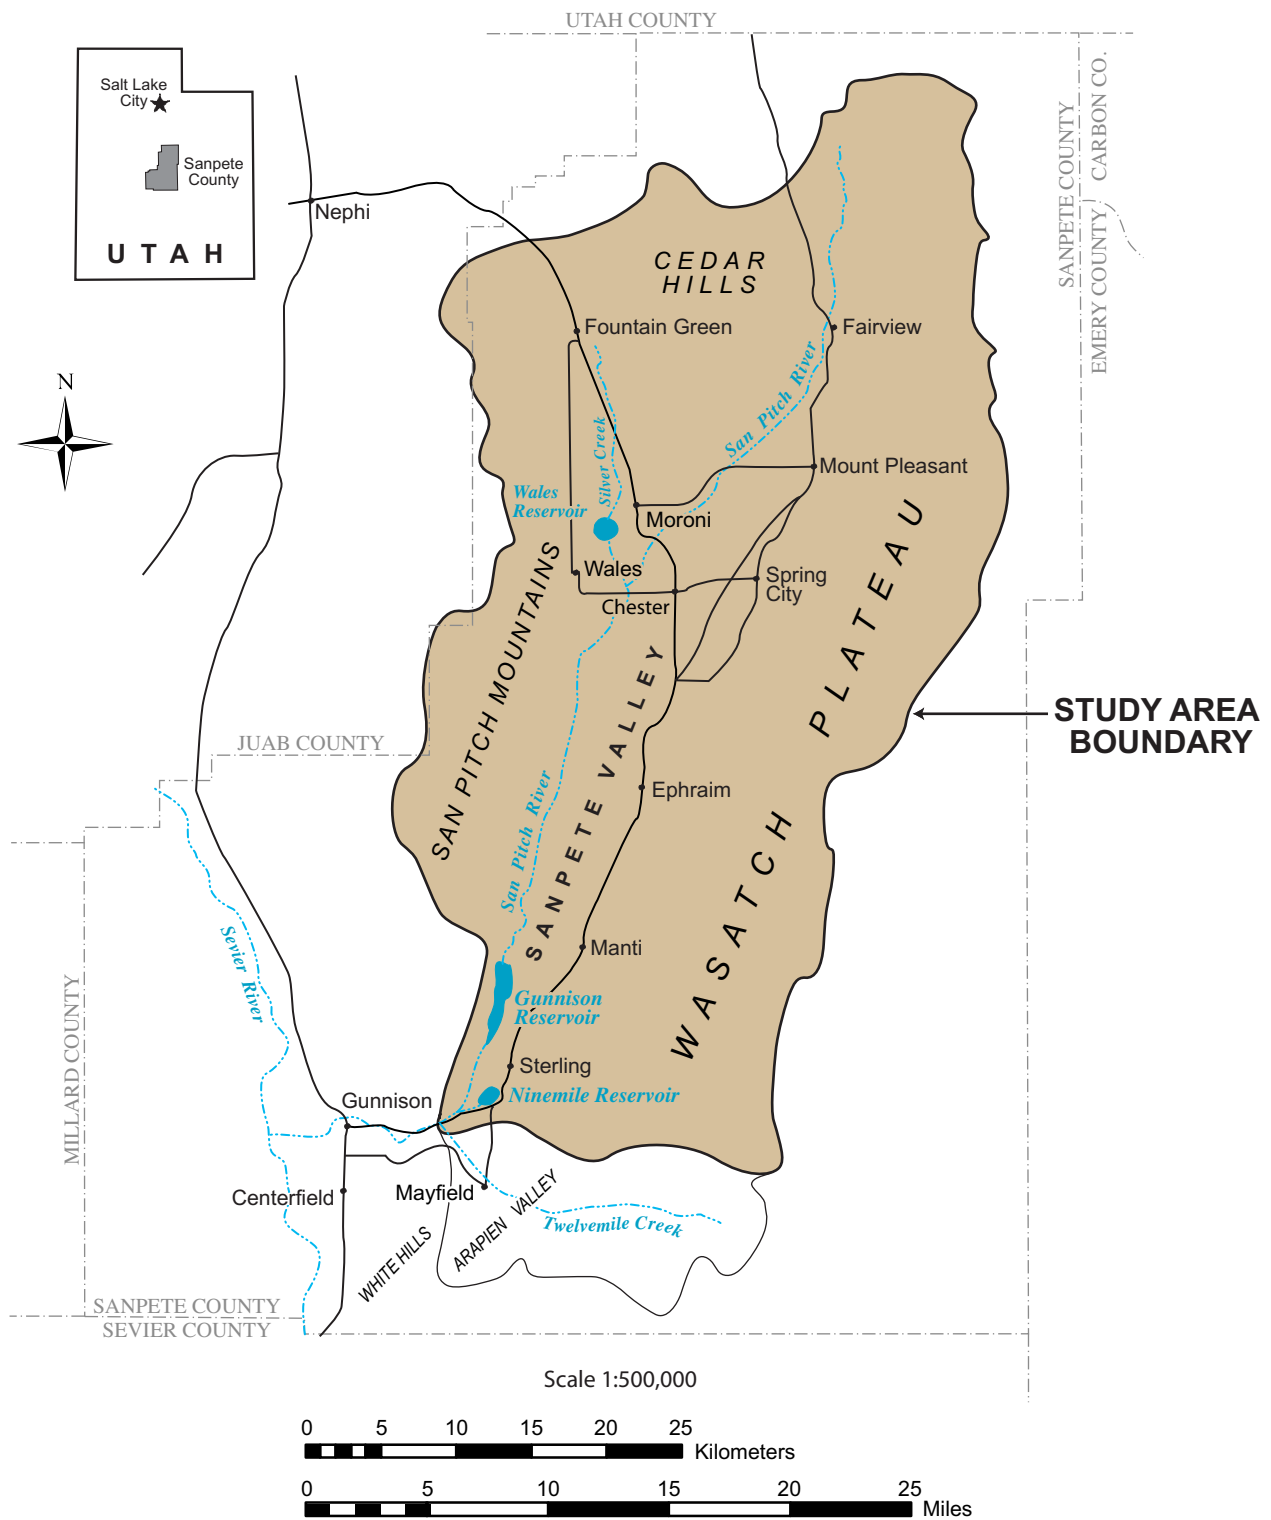 UTAH COUNTY
Salt Lake
City
Sanpete
County
UTAH
SANPETE COUNTY
CARBON CO.
EMERY COUNTY
Nephi
CEDAR
HILLS
Fountain Green
Fairview
N
San Pitch River
Silver Creek
Mount Pleasant
Wales
Reservoir
Moroni
Wales
Spring
City
Chester
SAN PITCH MOUNTAINS
SANPETE VALLEY
WASATCH PLATEAU
STUDY AREA
BOUNDARY
JUAB COUNTY
Ephraim
San Pitch River
Manti
Sevier River
Gunnison
Reservoir
MILLARD COUNTY
Sterling
Ninemile Reservoir
Gunnison
Centerfield
Mayfield
WHITE HILLS
ARAPIEN VALLEY
Twelvemile Creek
SANPETE COUNTY
SEVIER COUNTY
Scale 1:500,000
0 5 10 15 20 25
Kilometers
0 5 10 15 20 25
Miles